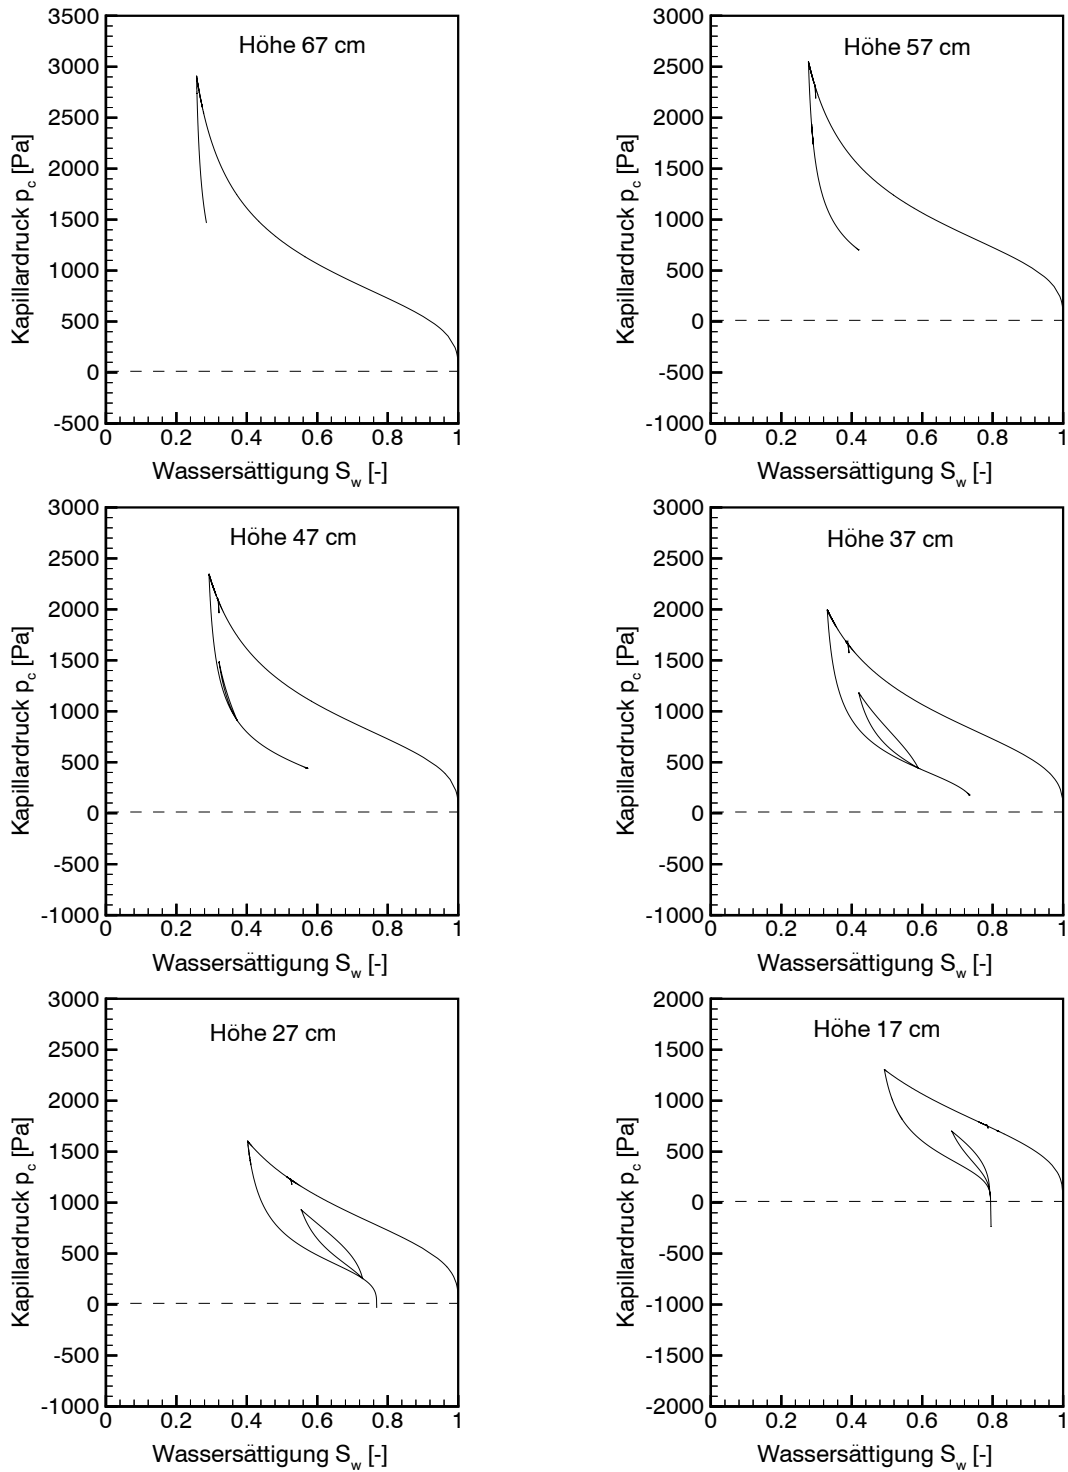 Höhe 67 cm
Kapillardruck p_c [Pa]
3500
3000
2500
2000
1500
1000
500
0
-500
0 0.2 0.4 0.6 0.8 1
Wassersättigung S_w [-]
Höhe 57 cm
Kapillardruck p_c [Pa]
2500
2000
1500
1000
500
0
-500
-1000
3000
0 0.2 0.4 0.6 0.8 1
Wassersättigung S_w [-]
Höhe 47 cm
Kapillardruck p_c [Pa]
3000
2500
2000
1500
1000
500
0
-500
-1000
0 0.2 0.4 0.6 0.8 1
Wassersättigung S_w [-]
Höhe 37 cm
Kapillardruck p_c [Pa]
3000
2500
2000
1500
1000
500
0
-500
-1000
0 0.2 0.4 0.6 0.8 1
Wassersättigung S_w [-]
Höhe 27 cm
Kapillardruck p_c [Pa]
3000
2500
2000
1500
1000
500
0
-500
-1000
0 0.2 0.4 0.6 0.8 1
Wassersättigung S_w [-]
Höhe 17 cm
Kapillardruck p_c [Pa]
2000
1500
1000
500
0
-500
-1000
-1500
-2000
0 0.2 0.4 0.6 0.8 1
Wassersättigung S_w [-]